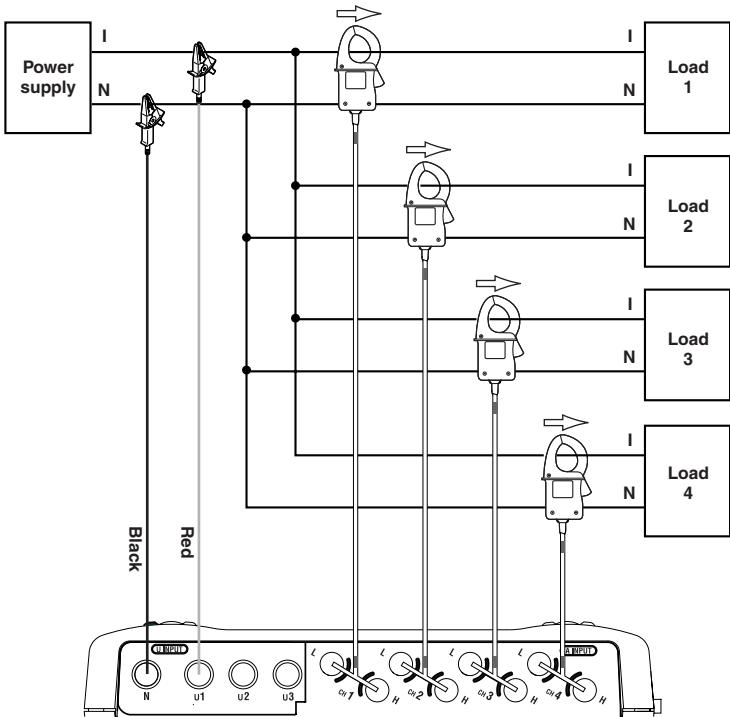 Power
supply
I
N
I
N
Load
1
I
N
Load
2
I
N
Load
3
I
N
Load
4
Black
Red
U INPUT
A INPUT
N
U1
U2
U3
L
CH 1
H
L
CH 2
H
L
CH 3
H
L
CH 4
H